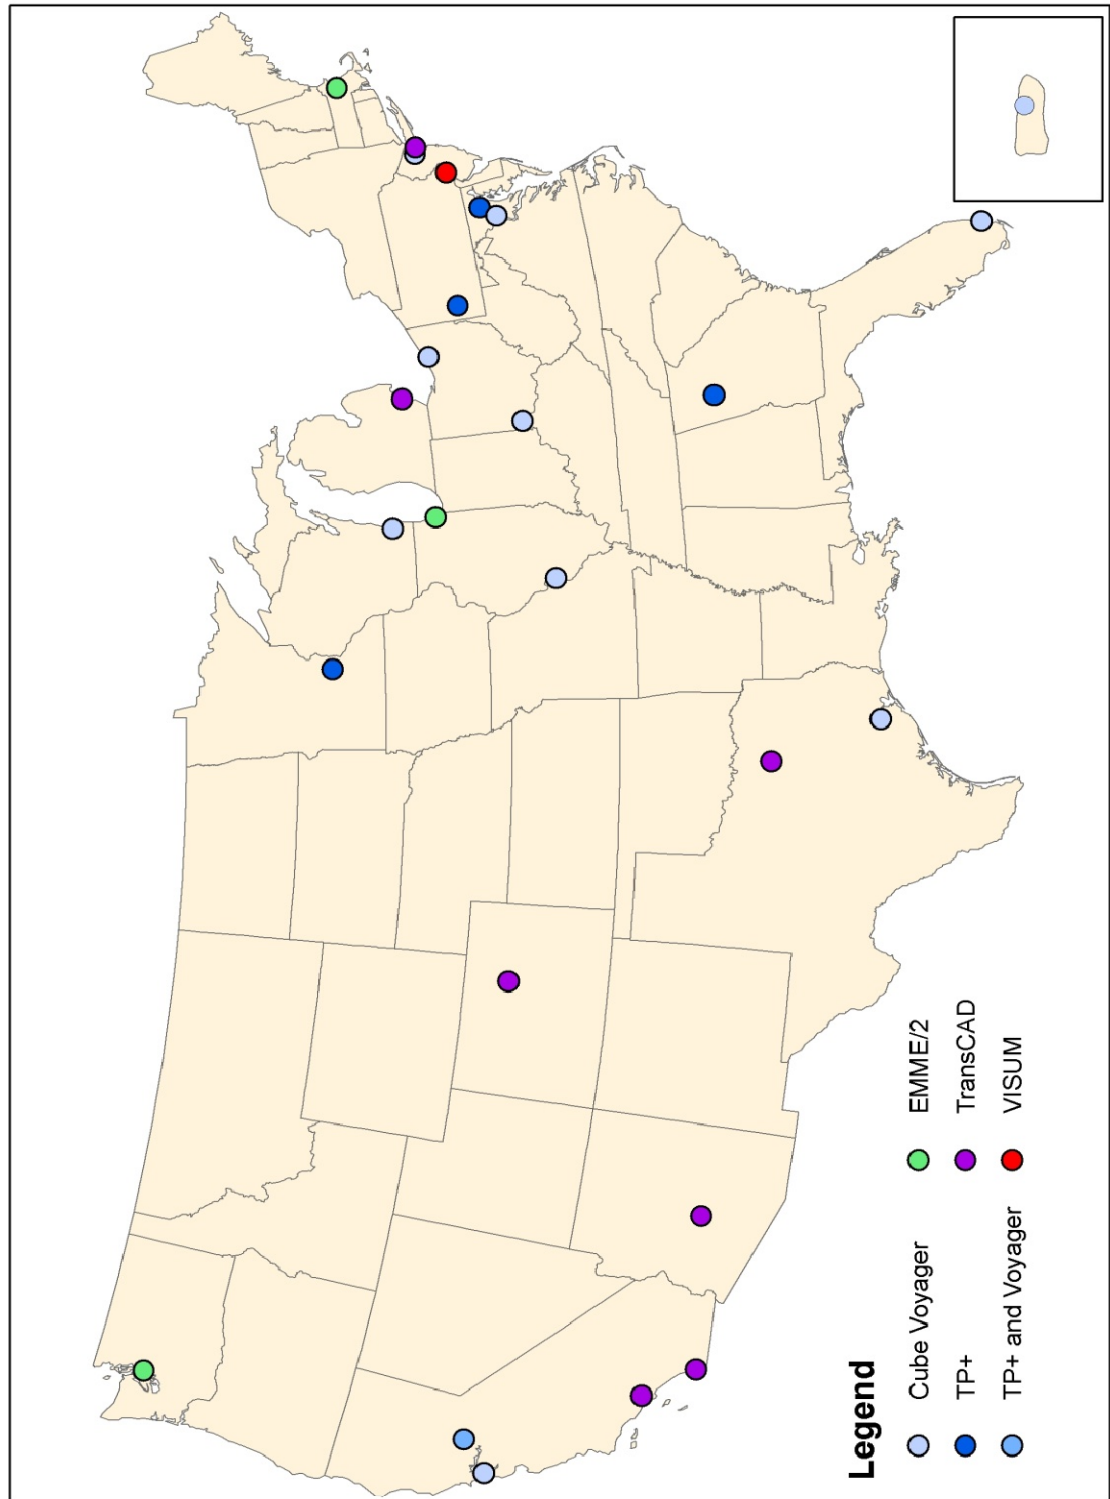 Legend
Cube Voyager
TP+
TP+ and Voyager
EMME/2
TransCAD
VISUM